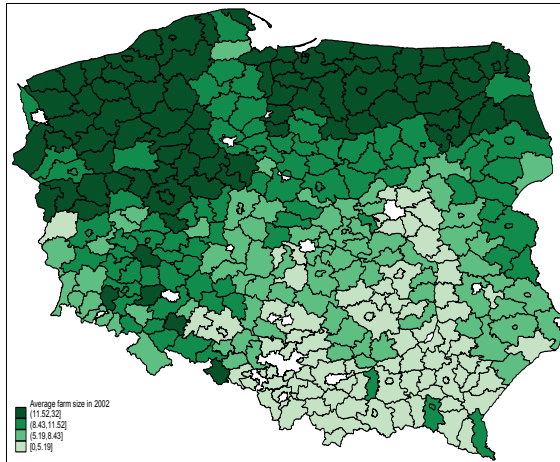 Average farm size in 2002
(11.52,32]
(8.43,11.52]
(5.19,8.43]
[0,5.19]